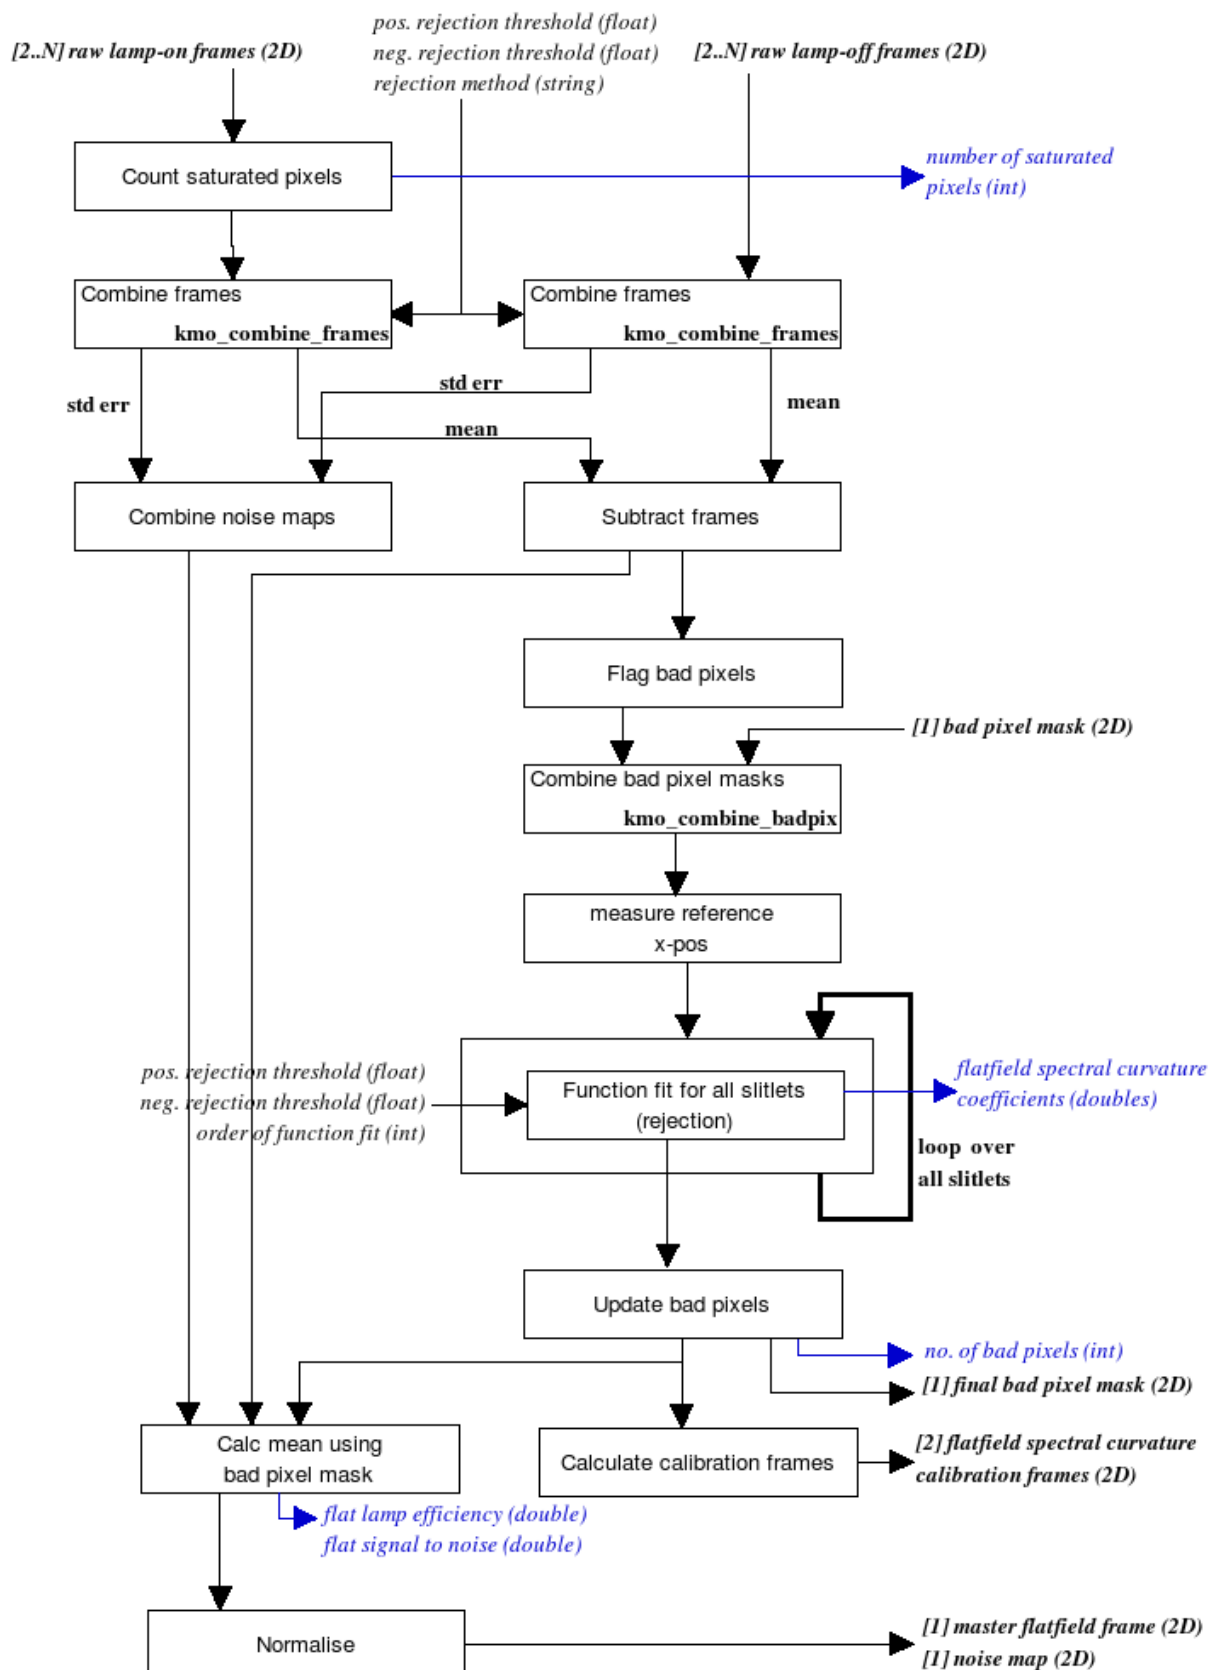 pos. rejection threshold (float)
[2..N] raw lamp-on frames (2D)
neg. rejection threshold (float)
[2..N] raw lamp-off frames (2D)
rejection method (string)
Count saturated pixels
number of saturated
pixels (int)
Combine frames
kmo_combine_frames
Combine frames
kmo_combine_frames
std err
std err
mean
mean
Combine noise maps
Subtract frames
Flag bad pixels
[1] bad pixel mask (2D)
Combine bad pixel masks
kmo_combine_badpix
measure reference
x-pos
pos. rejection threshold (float)
neg. rejection threshold (float)
order of function fit (int)
Function fit for all slitlets
(rejection)
flatfield spectral curvature
coefficients (doubles)
loop over
all slitlets
Update bad pixels
no. of bad pixels (int)
[1] final bad pixel mask (2D)
Calc mean using
bad pixel mask
Calculate calibration frames
[2] flatfield spectral curvature
calibration frames (2D)
flat lamp efficiency (double)
flat signal to noise (double)
Normalise
[1] master flatfield frame (2D)
[1] noise map (2D)